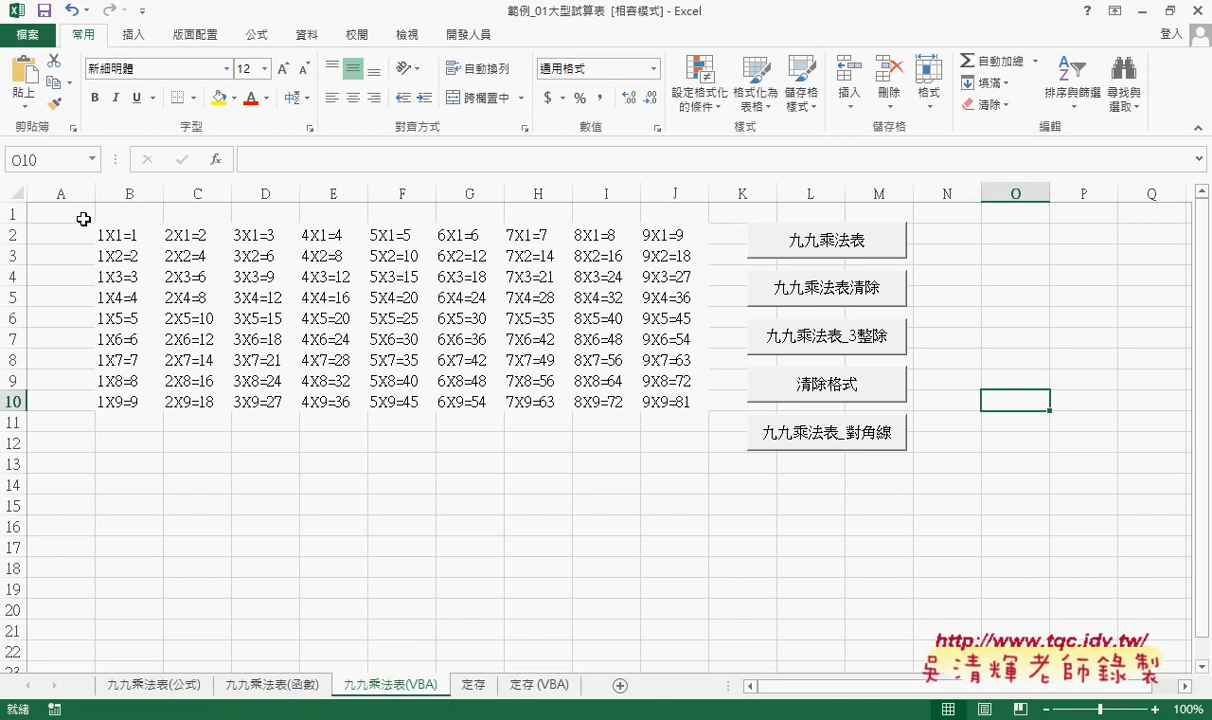 範例_01大型試算表 [相容模式] - Excel
檔案 常用 插入 版面配置 公式 資料 校閱 檢視 開發人員 登入
新細明體 12 自動換列 通用格式 自動加總
貼上 B I U 跨欄置中 $ % , 設定格式化的條件 格式化為表格 儲存格樣式 插入 刪除 格式 填滿 清除 排序與篩選 尋找與選取
剪貼簿 字型 對齊方式 數值 樣式 儲存格 編輯
O10 fx
A B C D E F G H I J K L M N O P Q
1
2 1X1=1 2X1=2 3X1=3 4X1=4 5X1=5 6X1=6 7X1=7 8X1=8 9X1=9 九九乘法表
3 1X2=2 2X2=4 3X2=6 4X2=8 5X2=10 6X2=12 7X2=14 8X2=16 9X2=18
4 1X3=3 2X3=6 3X3=9 4X3=12 5X3=15 6X3=18 7X3=21 8X3=24 9X3=27 九九乘法表清除
5 1X4=4 2X4=8 3X4=12 4X4=16 5X4=20 6X4=24 7X4=28 8X4=32 9X4=36
6 1X5=5 2X5=10 3X5=15 4X5=20 5X5=25 6X5=30 7X5=35 8X5=40 9X5=45
7 1X6=6 2X6=12 3X6=18 4X6=24 5X6=30 6X6=36 7X6=42 8X6=48 9X6=54 九九乘法表_3整除
8 1X7=7 2X7=14 3X7=21 4X7=28 5X7=35 6X7=42 7X7=49 8X7=56 9X7=63
9 1X8=8 2X8=16 3X8=24 4X8=32 5X8=40 6X8=48 7X8=56 8X8=64 9X8=72 清除格式
10 1X9=9 2X9=18 3X9=27 4X9=36 5X9=45 6X9=54 7X9=63 8X9=72 9X9=81
11 九九乘法表_對角線
12
13
14
15
16
17
18
19
20
21
22
23
http://www.tqc.idv.tw/
吳清輝老師錄製
九九乘法表(公式) 九九乘法表(函數) 九九乘法表(VBA) 定存 定存 (VBA)
就緒 100%